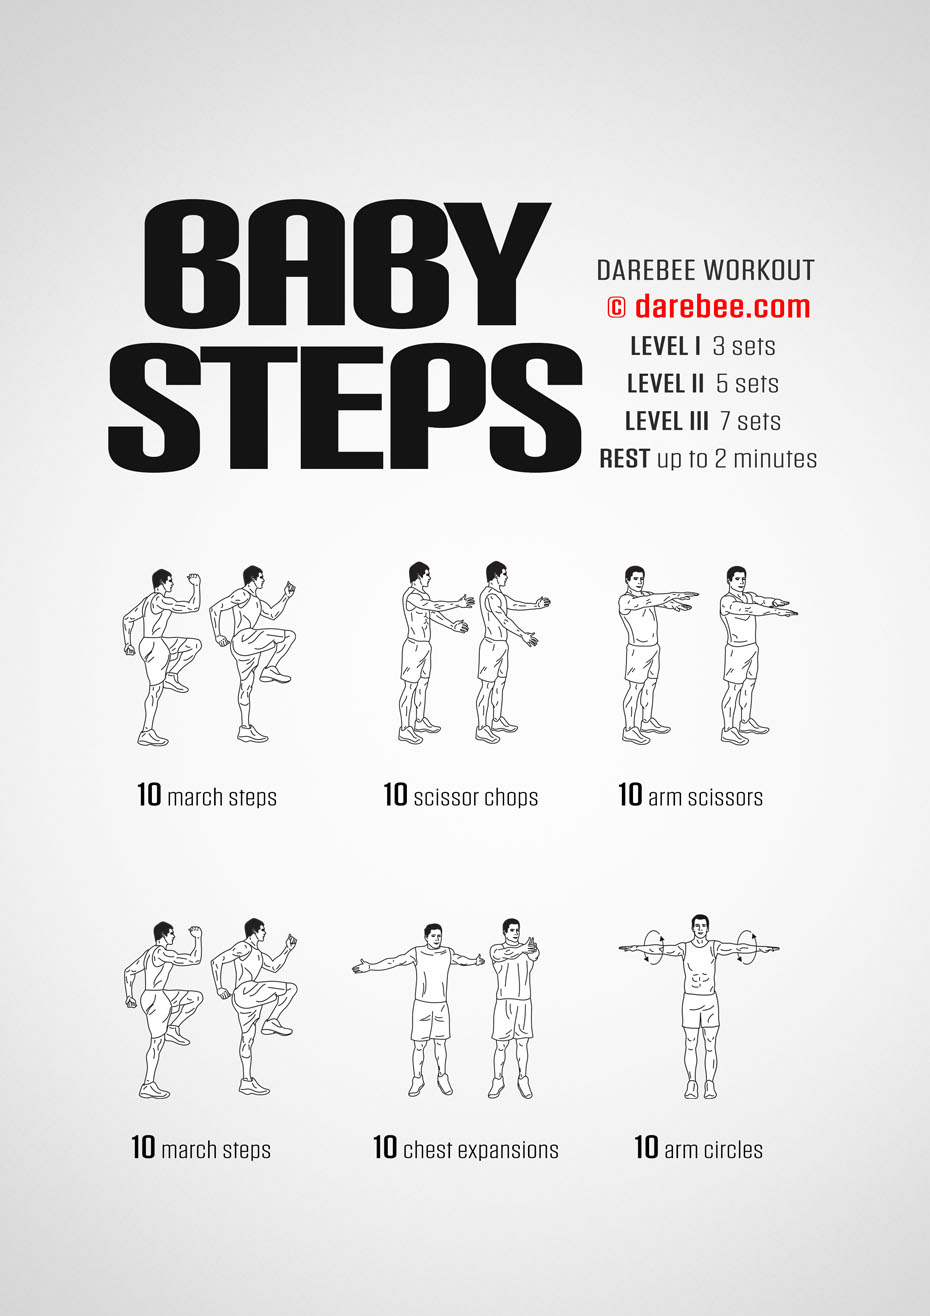 BABY
STEPS
DAREBEE WORKOUT
© darebee.com
LEVEL I 3 sets
LEVEL II 5 sets
LEVEL III 7 sets
REST up to 2 minutes
10 march steps
10 scissor chops
10 arm scissors
10 march steps
10 chest expansions
10 arm circles